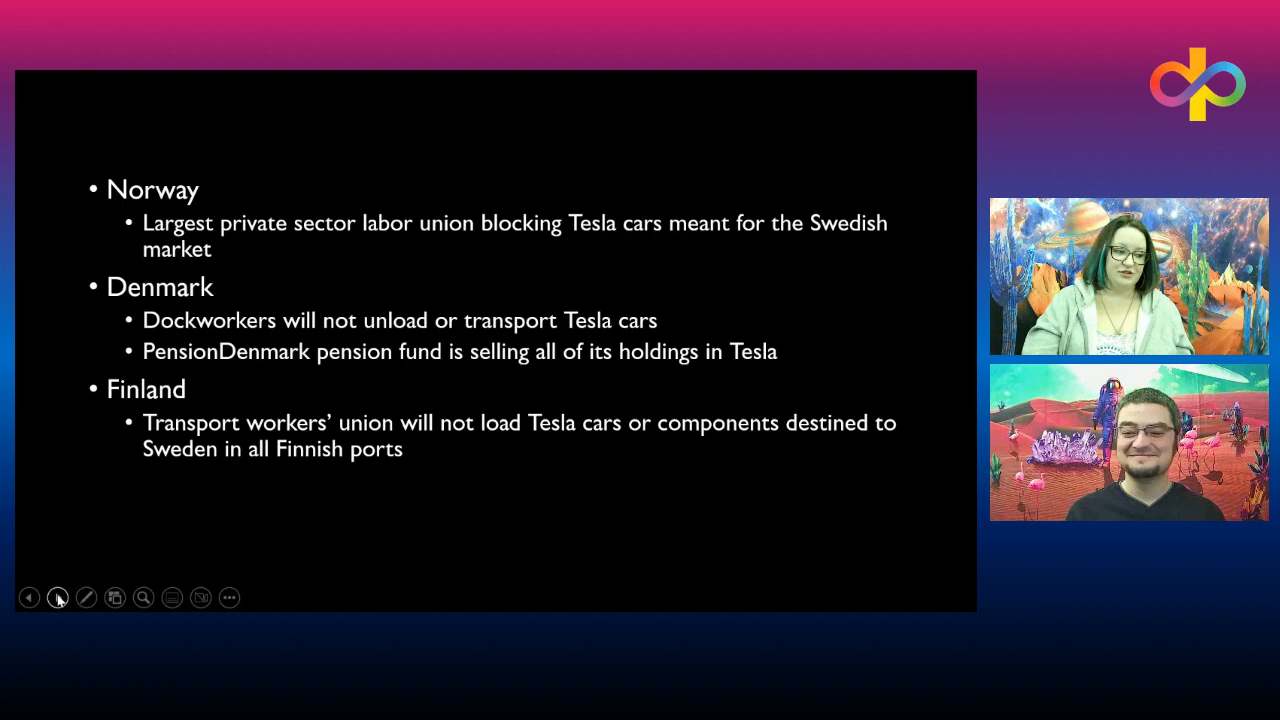 • Norway
• Largest private sector labor union blocking Tesla cars meant for the Swedish
market
• Denmark
• Dockworkers will not unload or transport Tesla cars
• PensionDenmark pension fund is selling all of its holdings in Tesla
• Finland
• Transport workers’ union will not load Tesla cars or components destined to
Sweden in all Finnish ports